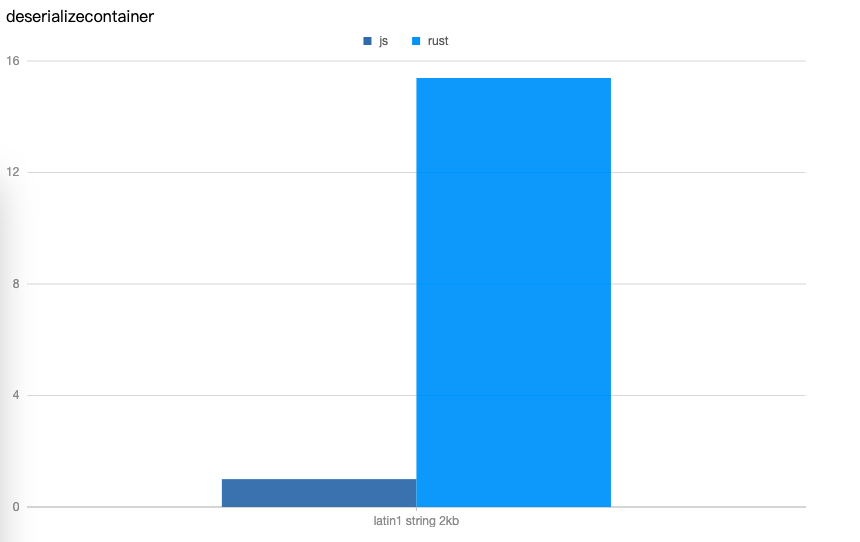 deserializecontainer
js rust
16
12
8
4
0
latin1 string 2kb